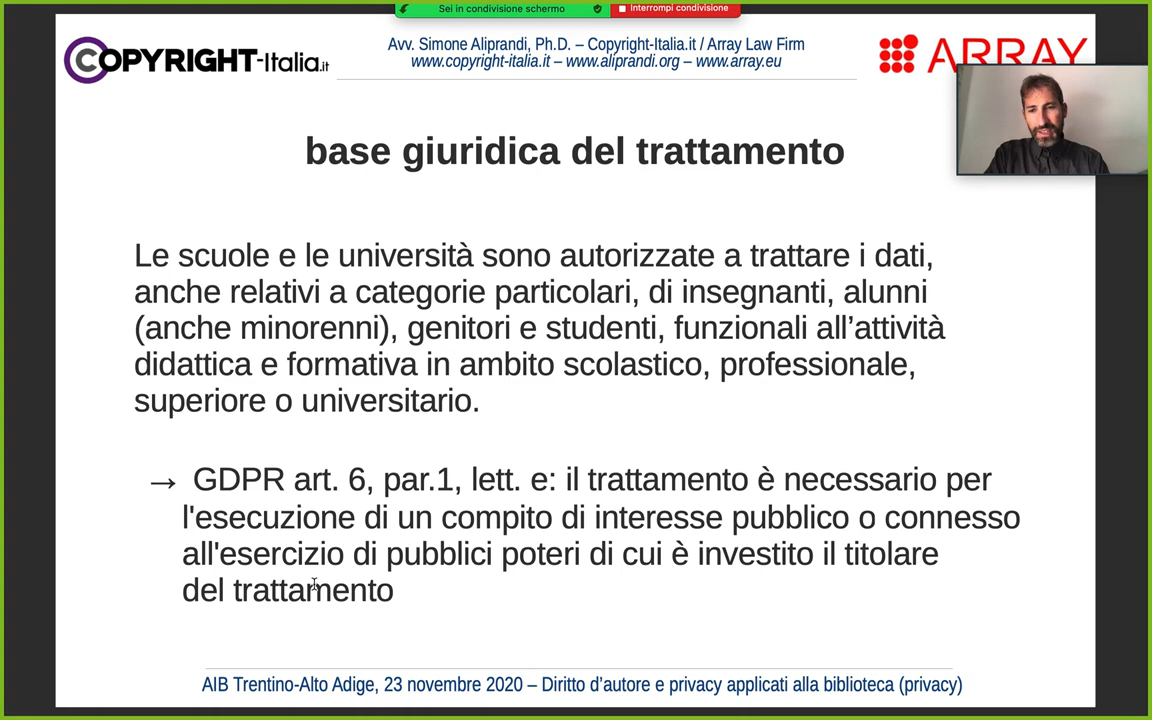 Sei in condivisione schermo
Interrompi condivisione
COPYRIGHT-Italia.it
Avv. Simone Aliprandi, Ph.D. – Copyright-Italia.it / Array Law Firm
www.copyright-italia.it – www.aliprandi.org – www.array.eu
ARRAY
base giuridica del trattamento
Le scuole e le università sono autorizzate a trattare i dati,
anche relativi a categorie particolari, di insegnanti, alunni
(anche minorenni), genitori e studenti, funzionali all’attività
didattica e formativa in ambito scolastico, professionale,
superiore o universitario.
→ GDPR art. 6, par.1, lett. e: il trattamento è necessario per
l'esecuzione di un compito di interesse pubblico o connesso
all'esercizio di pubblici poteri di cui è investito il titolare
del trattamento
AIB Trentino-Alto Adige, 23 novembre 2020 – Diritto d’autore e privacy applicati alla biblioteca (privacy)